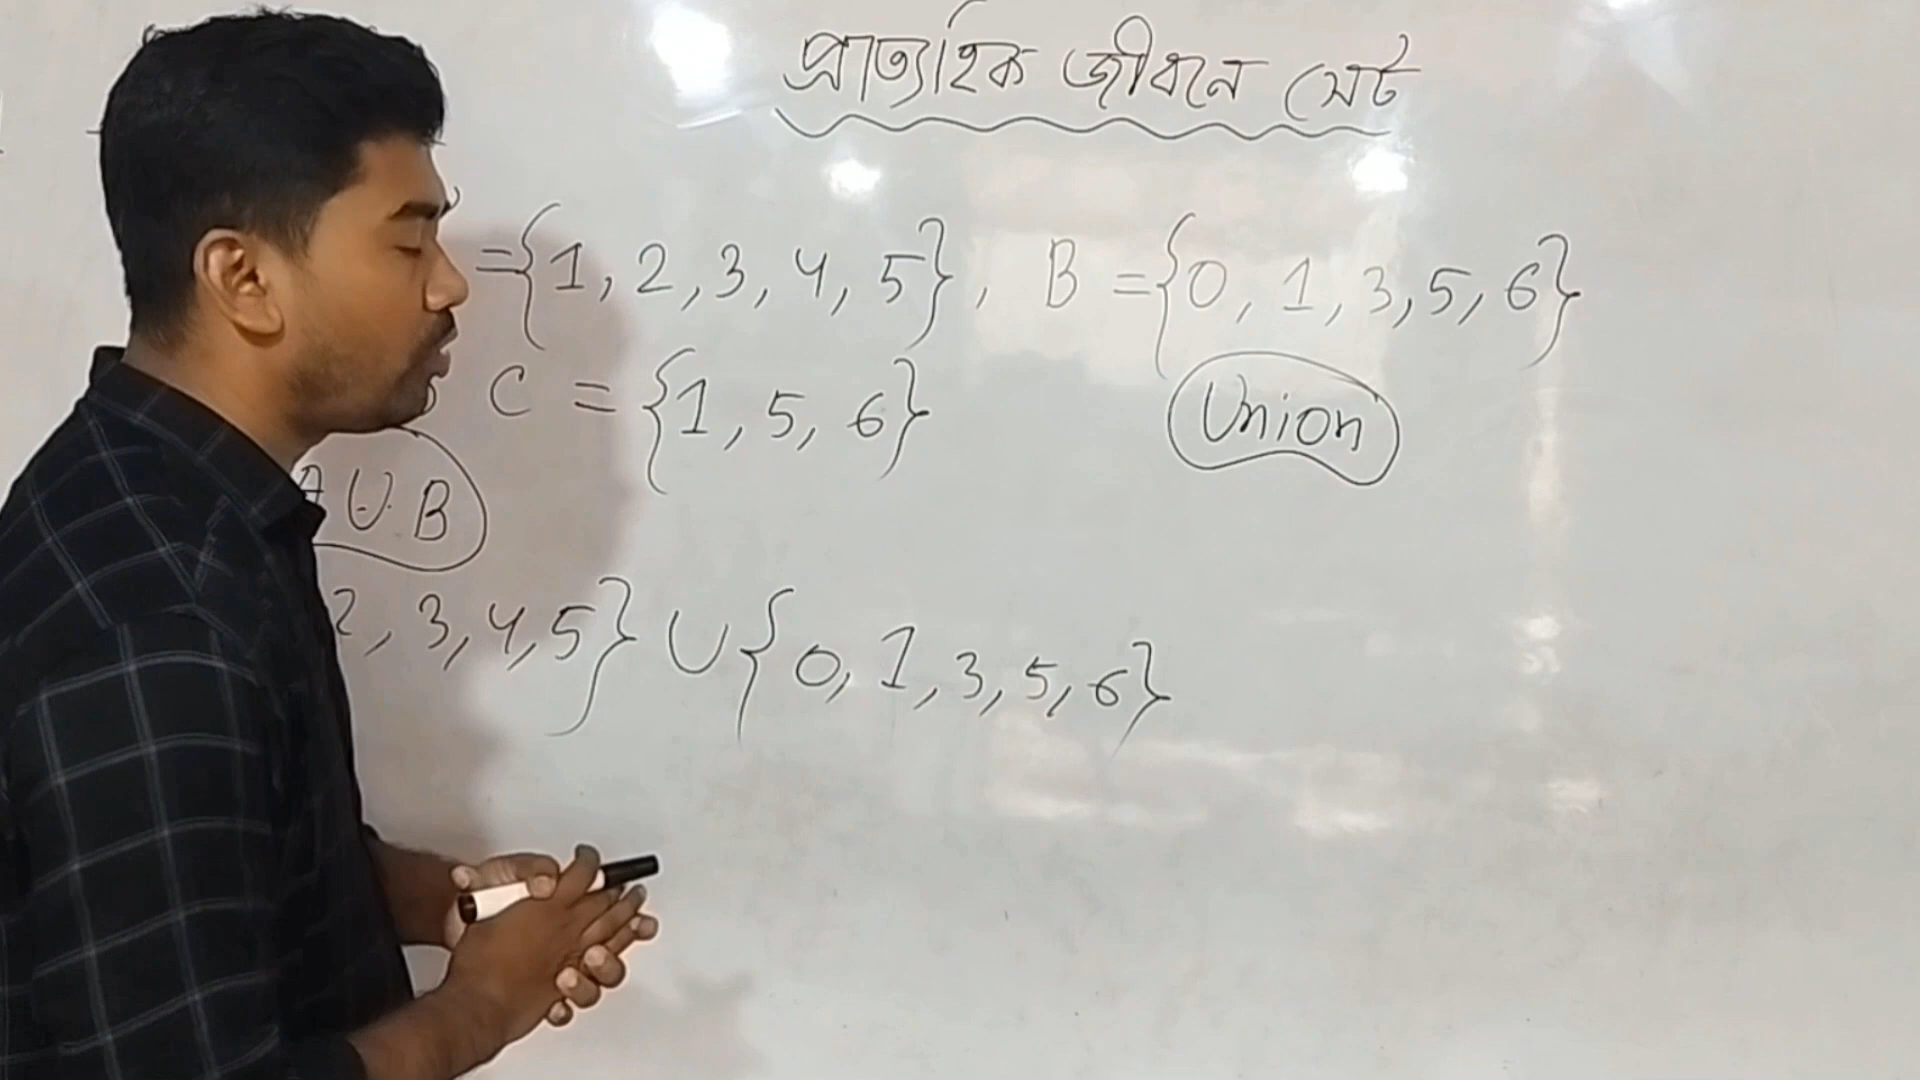 প্রাত্যহিক জীবনে সেট
={1, 2, 3, 4, 5}, B ={0, 1, 3, 5, 6}
C = {1, 5, 6}
Union
A U B
2, 3, 4, 5} U {0, 1, 3, 5, 6}